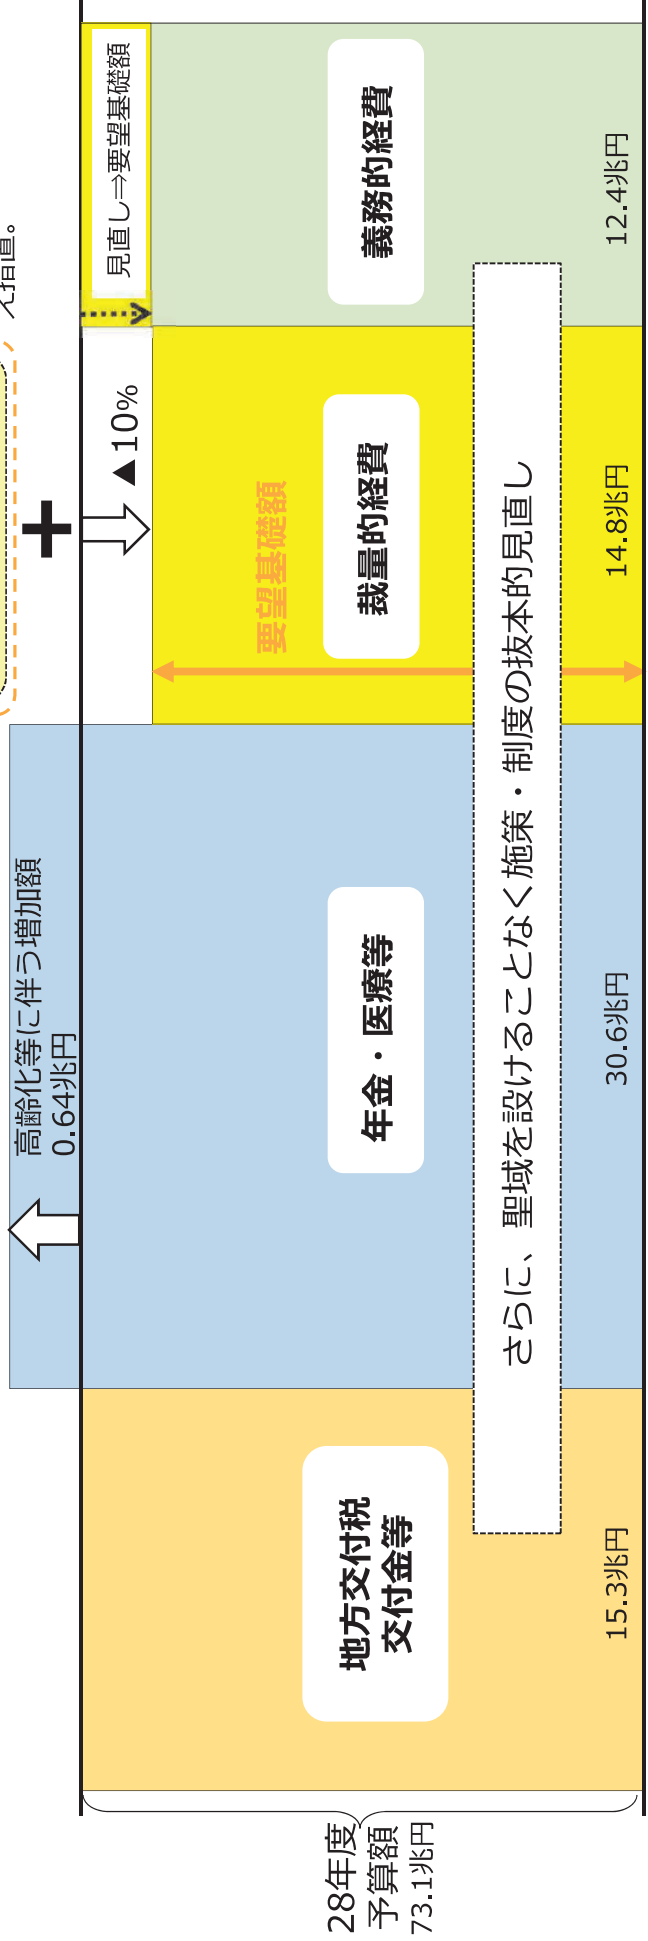 え措置。
＋
高齢化等に伴う増加額
0.64兆円
▲10%
見直し⇒要望基礎額
28年度
予算額
73.1兆円
地方交付税
交付金等
15.3兆円
年金・医療等
30.6兆円
要望基礎額
裁量的経費
14.8兆円
義務的経費
12.4兆円
さらに、聖域を設けることなく施策・制度の抜本的見直し